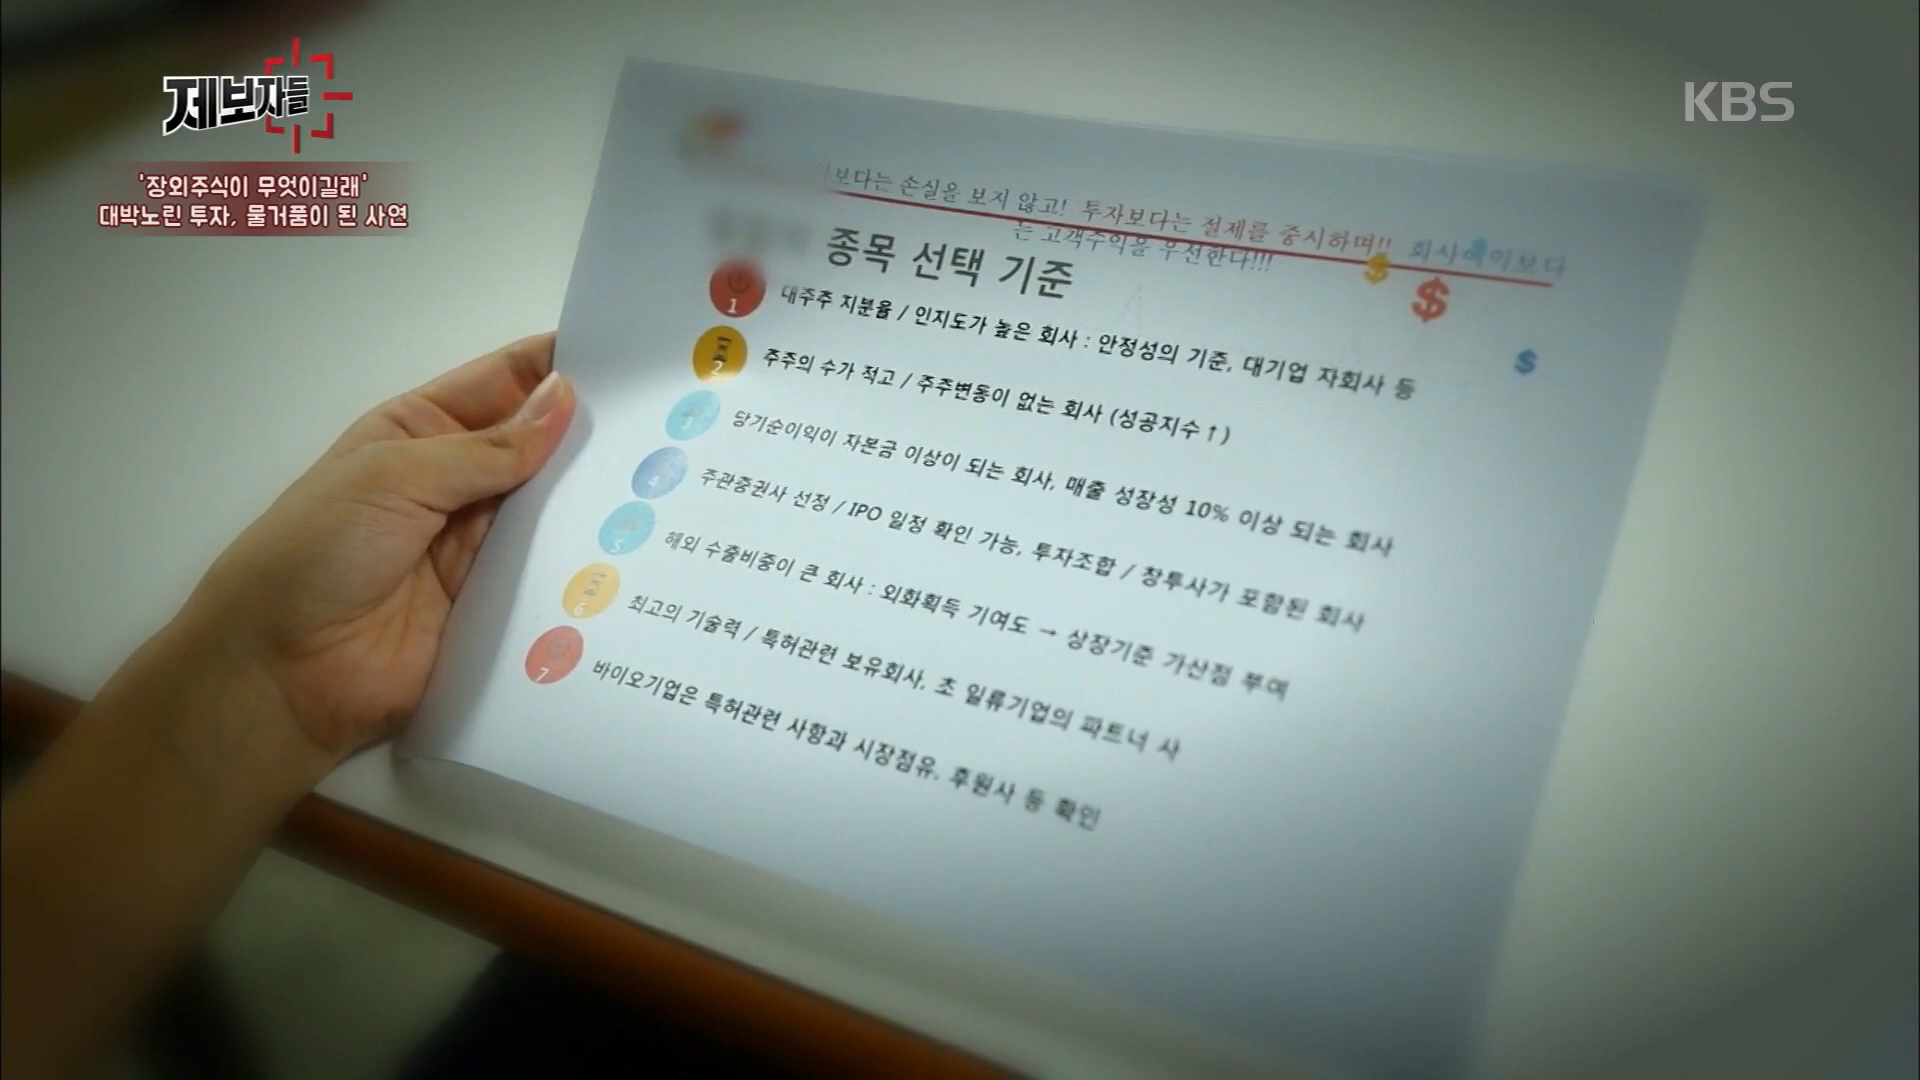 제보자들
'장외주식이 무엇이길래'
대박노린 투자, 물거품이 된 사연
KBS
보다는 손실을 보지 않고! 투자보다는 절제를 중시하며!! 회사이보다
는 고객수익을 우선한다!!!
종목 선택 기준
1 대주주 지분율 / 인지도가 높은 회사 : 안정성의 기준, 대기업 자회사 등
2 주주의 수가 적고 / 주주변동이 없는 회사 (성공지수↑)
3 당기순이익이 자본금 이상이 되는 회사, 매출 성장성 10% 이상 되는 회사
4 주관증권사 선정 / IPO 일정 확인 가능, 투자조합 / 창투사가 포함된 회사
5 해외 수출비중이 큰 회사 : 외화획득 기여도 → 상장기준 가산점 부여
6 최고의 기술력 / 특허관련 보유회사, 초 일류기업의 파트너 사
7 바이오기업은 특허관련 사항과 시장점유, 후원사 등 확인